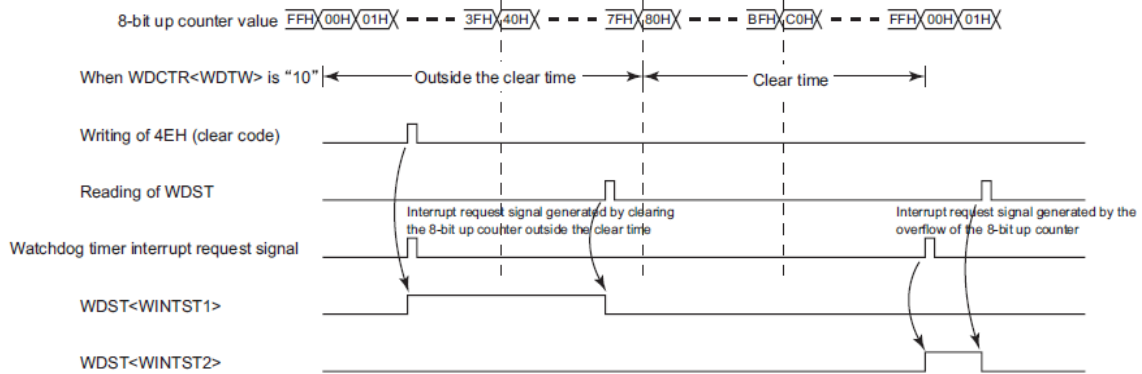 8-bit up counter value FFH 00H 01H 3FH 40H 7FH 80H BFH C0H FFH 00H 01H
When WDCTR<WDTW> is “10” Outside the clear time Clear time
Writing of 4EH (clear code)
Reading of WDST
Interrupt request signal generated by clearing
the 8-bit up counter outside the clear time
Interrupt request signal generated by the
overflow of the 8-bit up counter
Watchdog timer interrupt request signal
WDST<WINTST1>
WDST<WINTST2>